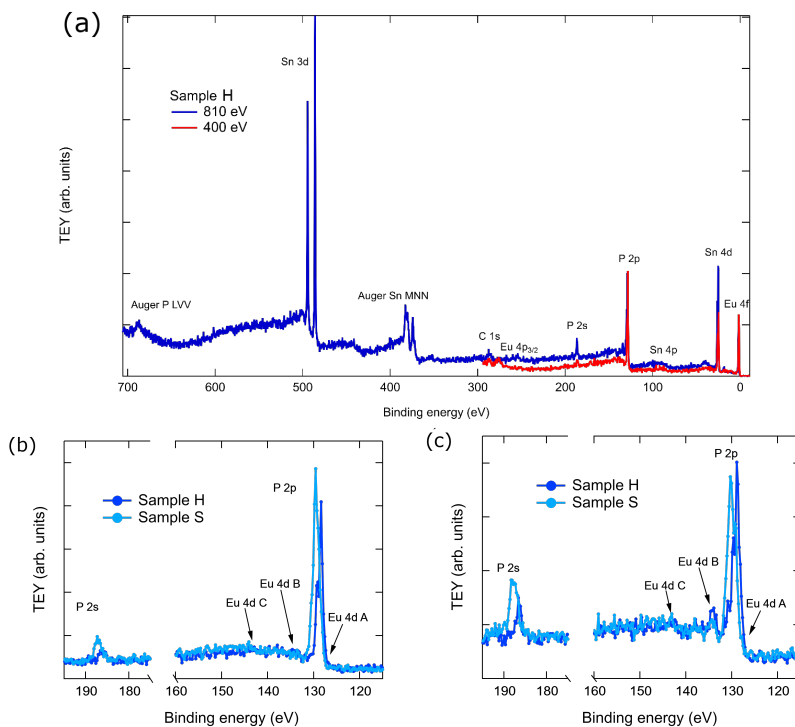 (a)
Sn 3d
Sample H
810 eV
400 eV
TEY (arb. units)
Auger P LVV
Auger Sn MNN
C 1s
Eu 4p3/2
P 2s
P 2p
Sn 4p
Sn 4d
Eu 4f
700 600 500 400 300 200 100 0
Binding energy (eV)
(b)
Sample H
Sample S
P 2p
P 2s
Eu 4d C
Eu 4d B
Eu 4d A
TEY (arb. units)
190 180 160 150 140 130 120
Binding energy (eV)
(c)
P 2p
Sample H
Sample S
P 2s
Eu 4d C
Eu 4d B
Eu 4d A
TEY (arb. units)
190 180 160 150 140 130 120
Binding energy (eV)